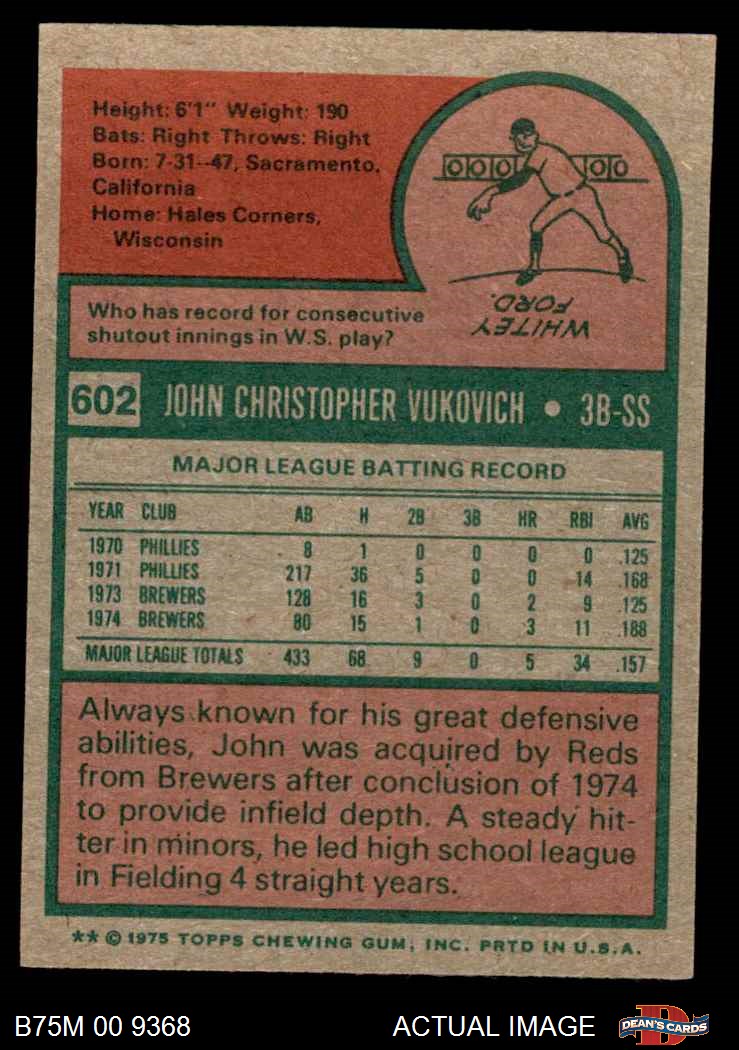 Height: 6'1" Weight: 190
Bats: Right Throws: Right
Born: 7-31--47, Sacramento,
California
Home: Hales Corners,
Wisconsin
WHITEY
FORD.
Who has record for consecutive
shutout innings in W.S. play?
602 JOHN CHRISTOPHER VUKOVICH • 3B-SS
MAJOR LEAGUE BATTING RECORD
YEAR CLUB AB H 2B 3B HR RBI AVG
1970 PHILLIES 8 1 0 0 0 0 .125
1971 PHILLIES 217 36 5 0 0 14 .168
1973 BREWERS 128 16 3 0 2 9 .125
1974 BREWERS 80 15 1 0 3 11 .188
MAJOR LEAGUE TOTALS 433 68 9 0 5 34 .157
Always known for his great defensive
abilities, John was acquired by Reds
from Brewers after conclusion of 1974
to provide infield depth. A steady hit-
ter in minors, he led high school league
in Fielding 4 straight years.
** © 1975 TOPPS CHEWING GUM, INC. PRTD IN U.S.A.
B75M 00 9368 ACTUAL IMAGE
D
DEAN'S CARDS